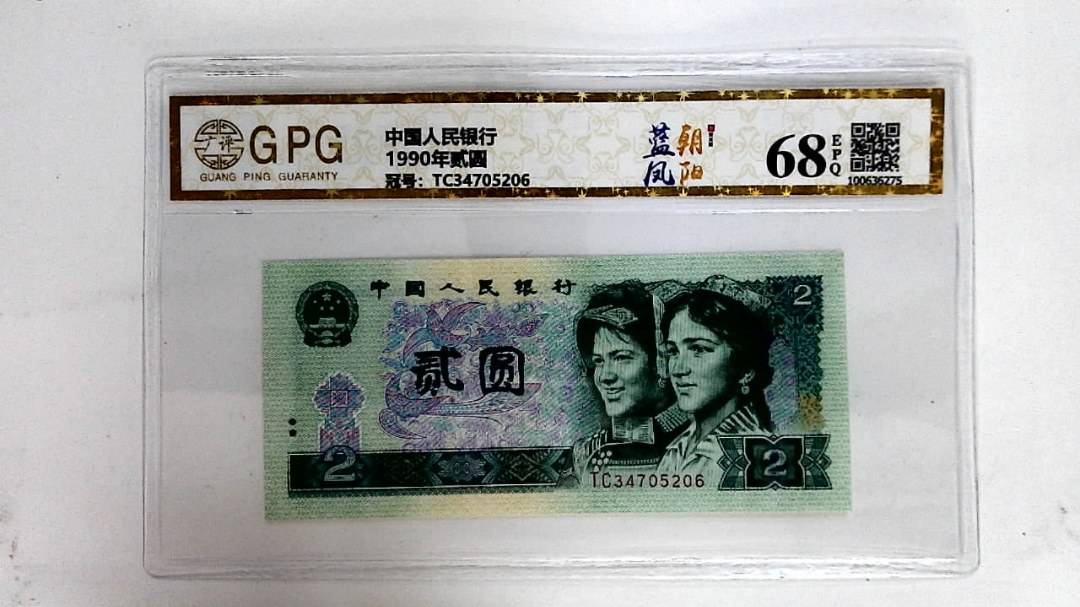 广评
GPG
GUANG PING GUARANTY
中国人民银行
1990年贰圆
冠号：TC34705206
蓝凤
朝阳
68
EPQ
100636275
中国人民银行
2
贰圆
2
2
TC34705206